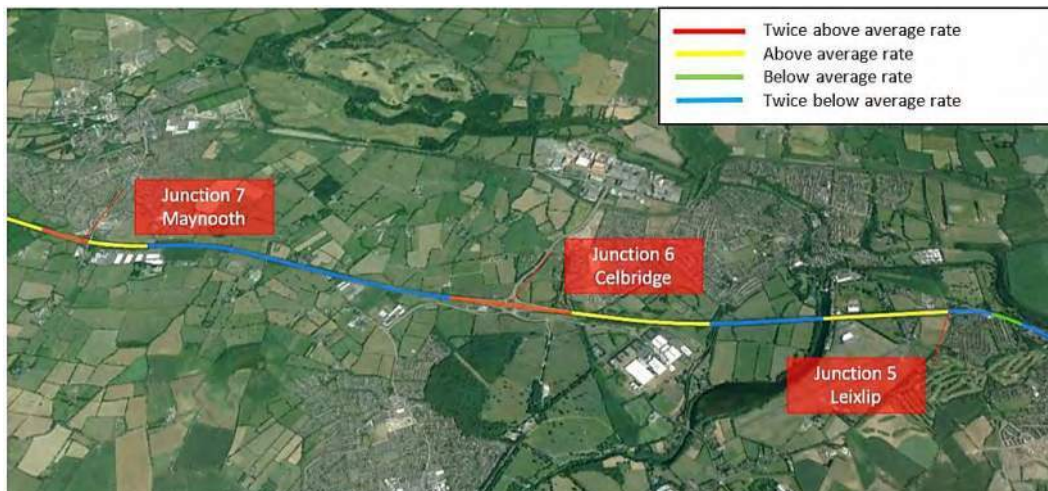 Twice above average rate
Above average rate
Below average rate
Twice below average rate
Junction 7
Maynooth
Junction 6
Celbridge
Junction 5
Leixlip